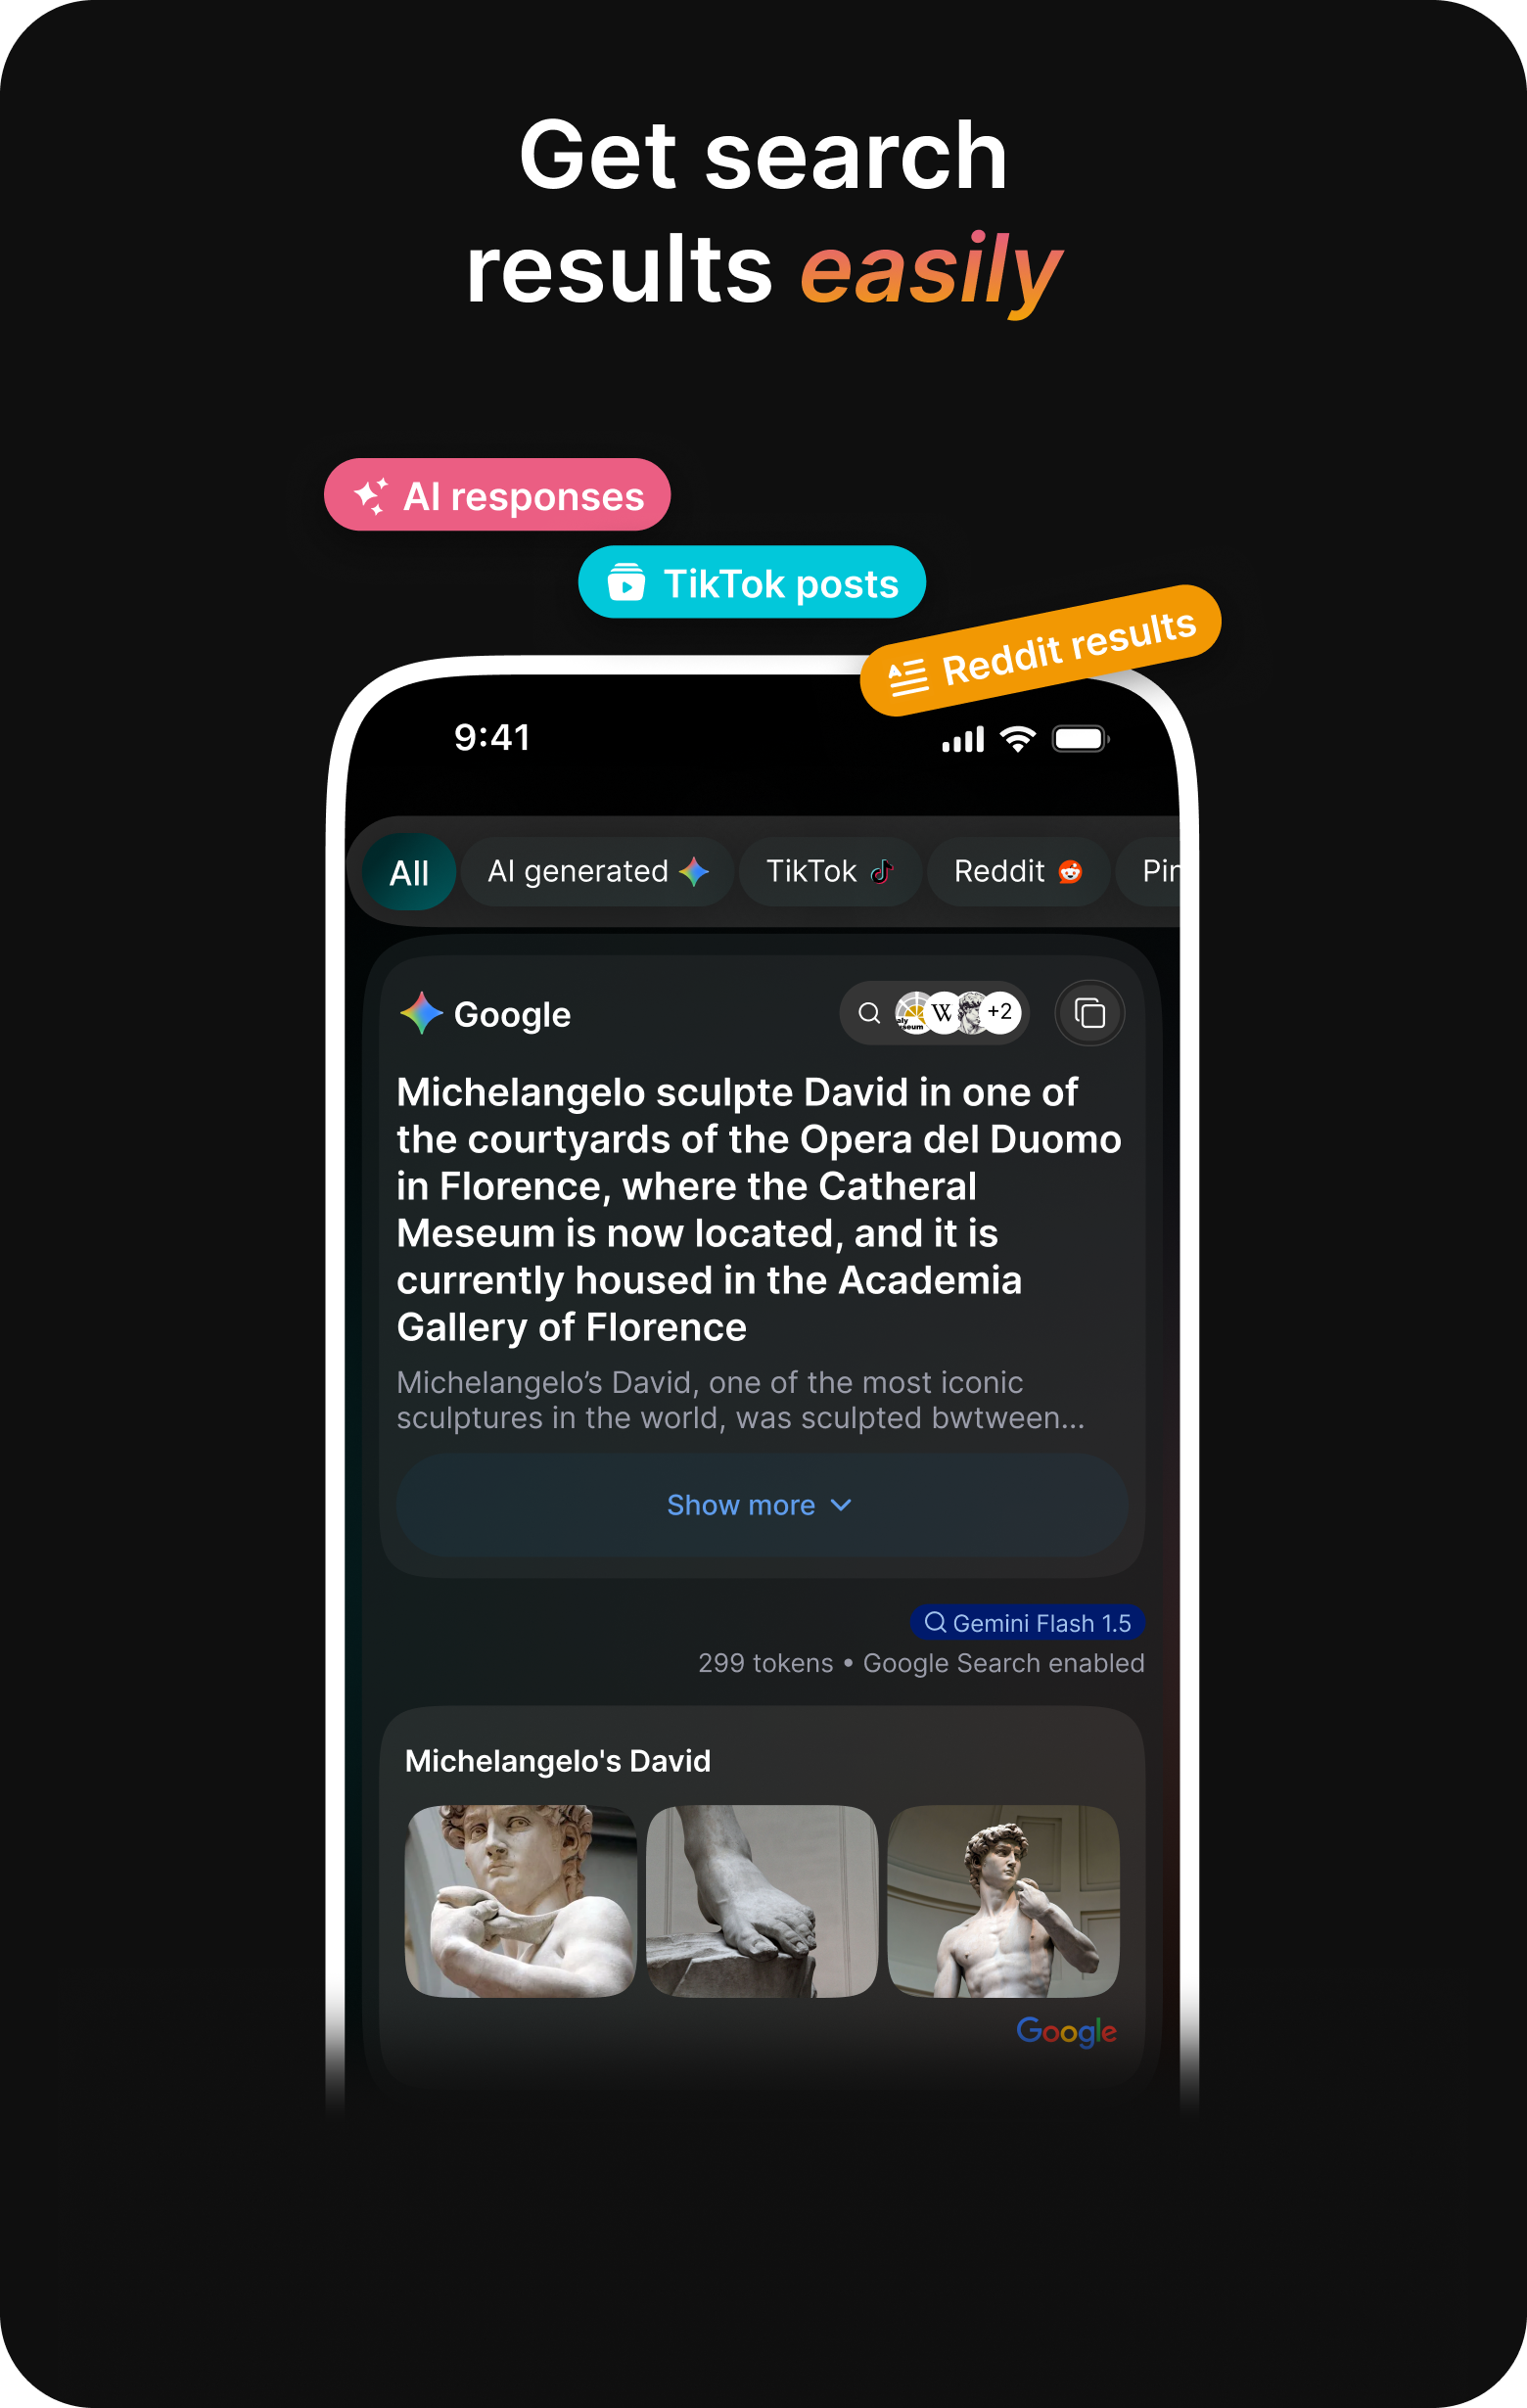 Get search
results easily
AI responses
TikTok posts
Reddit results
9:41
All
AI generated
TikTok
Reddit
Pin
Google
W
+2
Michelangelo sculpte David in one of
the courtyards of the Opera del Duomo
in Florence, where the Catheral
Meseum is now located, and it is
currently housed in the Academia
Gallery of Florence
Michelangelo’s David, one of the most iconic
sculptures in the world, was sculpted bwtween...
Show more
Gemini Flash 1.5
299 tokens • Google Search enabled
Michelangelo's David
Google